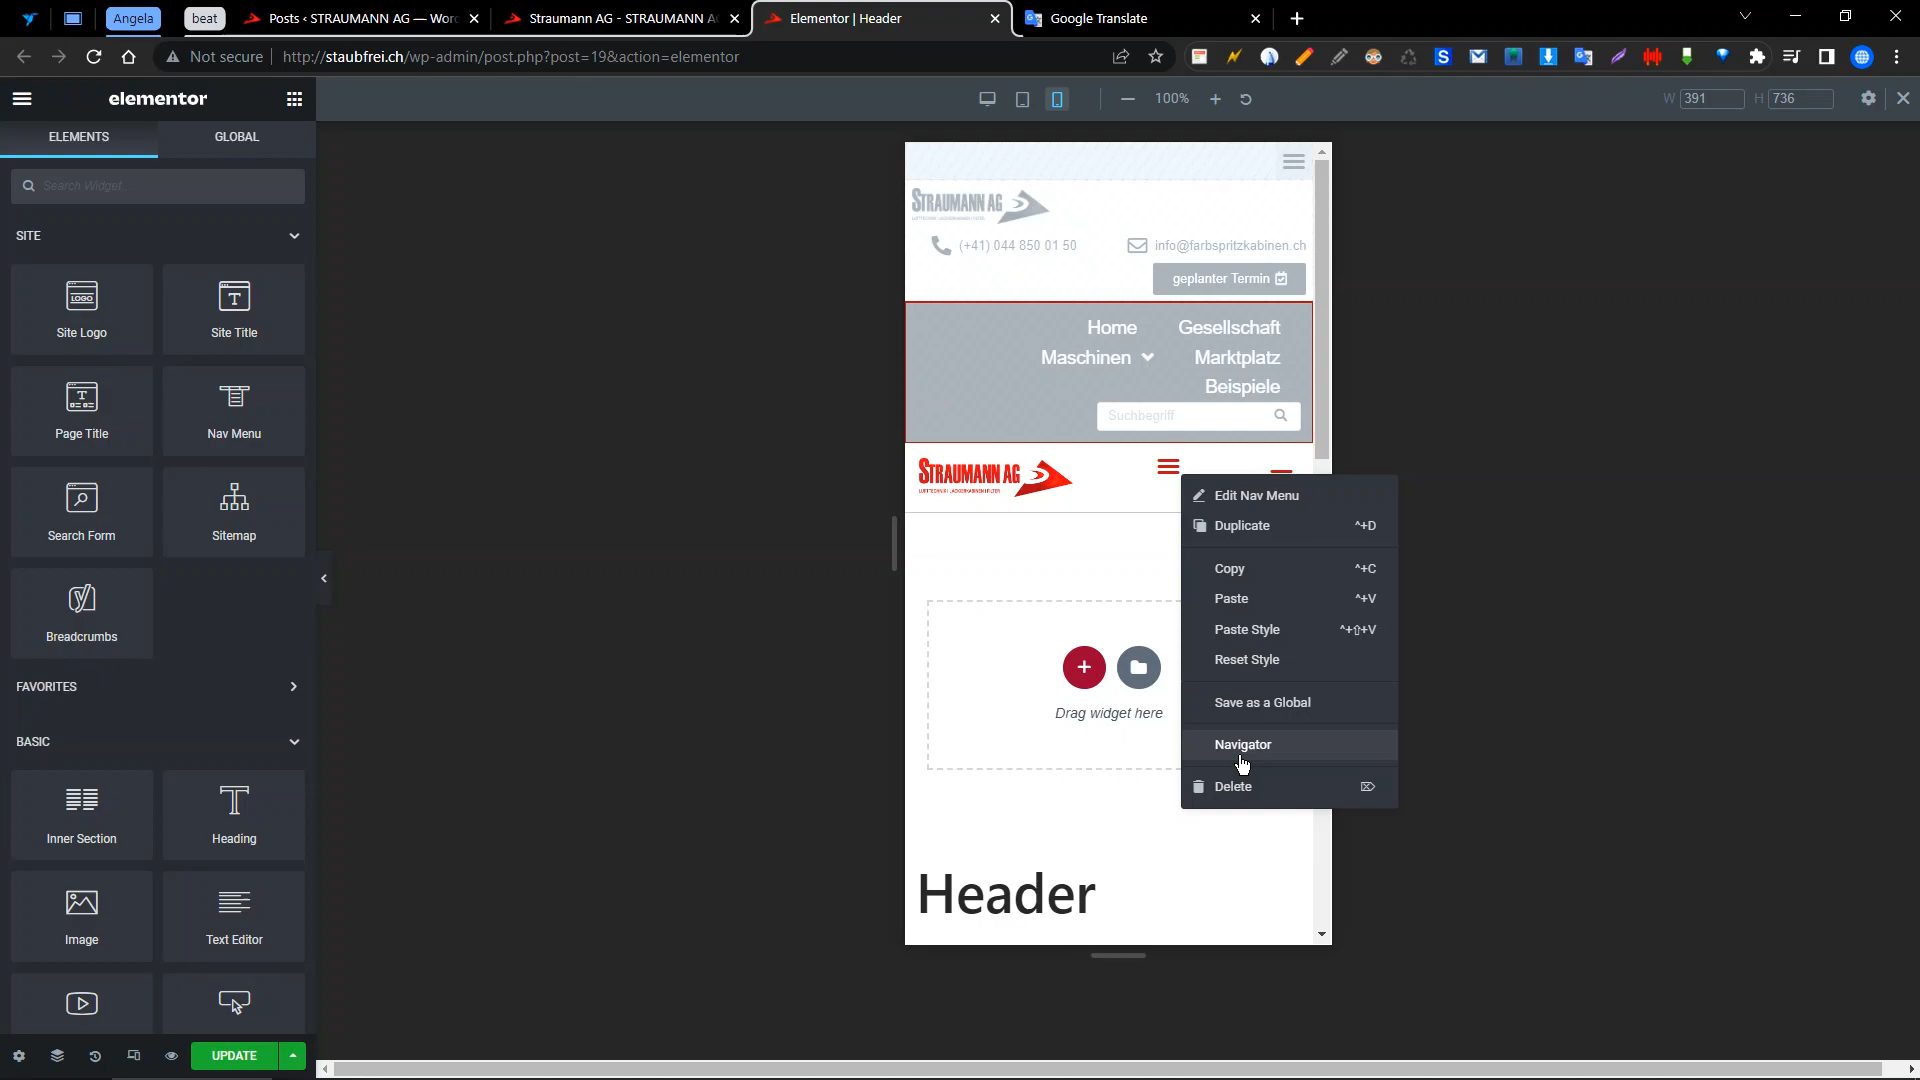 Angela
beat
Posts ‹ STRAUMANN AG — Wor
Straumann AG - STRAUMANN A
Elementor | Header
Google Translate
Not secure
http://staubfrei.ch/wp-admin/post.php?post=19&action=elementor
elementor
100%
W 391
H 736
ELEMENTS
GLOBAL
Search Widget
SITE
LOGO
Site Logo
Site Title
Page Title
Nav Menu
Search Form
Sitemap
Breadcrumbs
FAVORITES
BASIC
Inner Section
Heading
Image
Text Editor
UPDATE
STRAUMANN AG
(+41) 044 850 01 50
info@farbspritzkabinen.ch
geplanter Termin
Home
Gesellschaft
Maschinen
Marktplatz
Beispiele
Suchbegriff
STRAUMANN AG
Drag widget here
Header
Edit Nav Menu
Duplicate ^+D
Copy ^+C
Paste ^+V
Paste Style ^+⇧+V
Reset Style
Save as a Global
Navigator
Delete ⌦